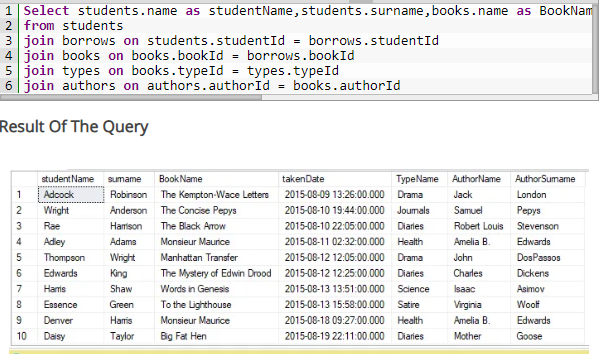 1 Select students.name as studentName,students.surname,books.name as BookNam
2 from students
3 join borrows on students.studentId = borrows.studentId
4 join books on books.bookId = borrows.bookId
5 join types on books.typeId = types.typeId
6 join authors on authors.authorId = books.authorId
Result Of The Query
studentName surname BookName takenDate TypeName AuthorName AuthorSurname
1 Adcock Robinson The Kempton-Wace Letters 2015-08-09 13:26:00.000 Drama Jack London
2 Wright Anderson The Concise Pepys 2015-08-10 19:44:00.000 Journals Samuel Pepys
3 Rae Harrison The Black Arrow 2015-08-10 22:05:00.000 Diaries Robert Louis Stevenson
4 Adley Adams Monsieur Maurice 2015-08-11 02:32:00.000 Health Amelia B. Edwards
5 Thompson Wright Manhattan Transfer 2015-08-12 12:05:00.000 Drama John DosPassos
6 Edwards King The Mystery of Edwin Drood 2015-08-12 12:25:00.000 Diaries Charles Dickens
7 Harris Shaw Words in Genesis 2015-08-13 13:51:00.000 Science Isaac Asimov
8 Essence Green To the Lighthouse 2015-08-13 15:58:00.000 Satire Virginia Woolf
9 Denver Harris Monsieur Maurice 2015-08-18 09:27:00.000 Health Amelia B. Edwards
10 Daisy Taylor Big Fat Hen 2015-08-19 22:11:00.000 Diaries Mother Goose